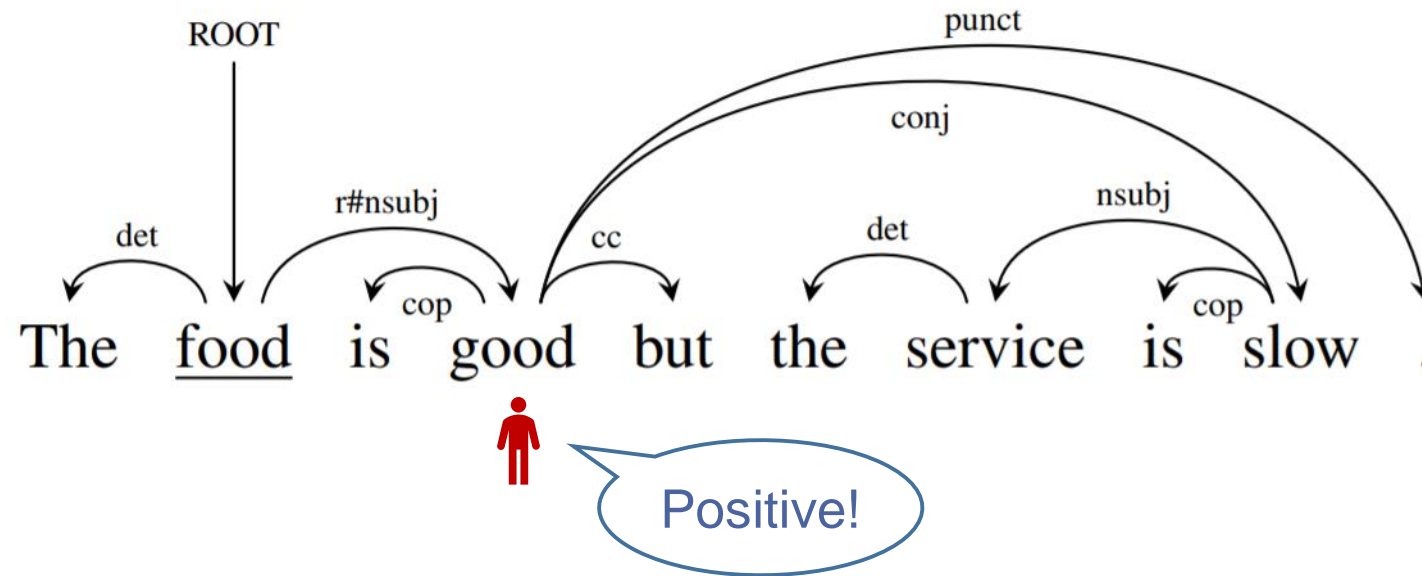 punct
ROOT
conj
r#nsubj
nsubj
det
cc
det
cop
cop
The food is good but the service is slow .
Positive!